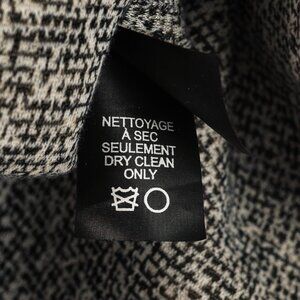 NETTOYAGE
À SEC
SEULEMENT
DRY CLEAN
ONLY